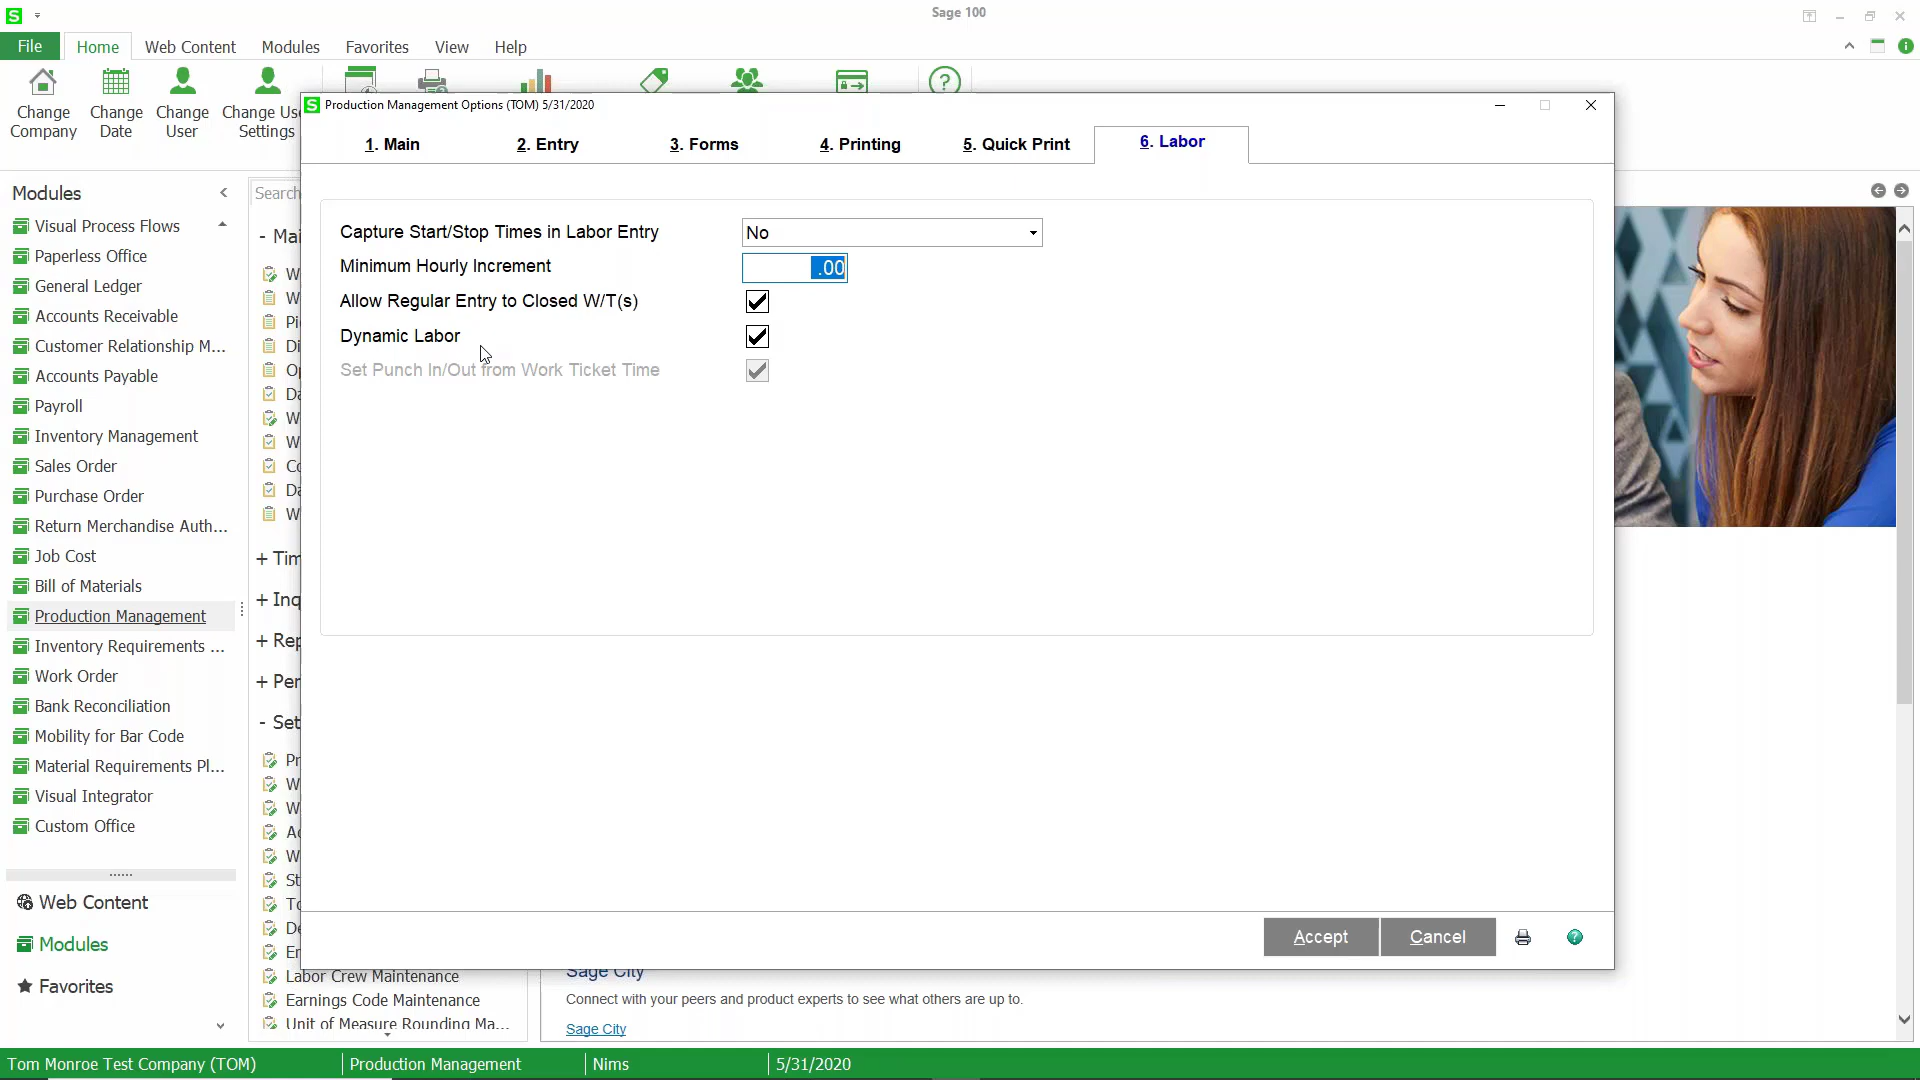 Sage 100
File
Home
Web Content
Modules
Favorites
View
Help
Change Company
Change Date
Change User
Change Us
Settings
Production Management Options (TOM) 5/31/2020
1. Main
2. Entry
3. Forms
4. Printing
5. Quick Print
6. Labor
Modules
Visual Process Flows
Paperless Office
General Ledger
Accounts Receivable
Customer Relationship M...
Accounts Payable
Payroll
Inventory Management
Sales Order
Purchase Order
Return Merchandise Auth...
Job Cost
Bill of Materials
Production Management
Inventory Requirements ...
Work Order
Bank Reconciliation
Mobility for Bar Code
Material Requirements Pl...
Visual Integrator
Custom Office
Web Content
Modules
Favorites
Search
- Mai
+ Tim
+ Inq
+ Rep
+ Per
- Set
Labor Crew Maintenance
Earnings Code Maintenance
Unit of Measure Rounding Ma...
Capture Start/Stop Times in Labor Entry
No
Minimum Hourly Increment
.00
Allow Regular Entry to Closed W/T(s)
Dynamic Labor
Set Punch In/Out from Work Ticket Time
Accept
Cancel
Sage City
Connect with your peers and product experts to see what others are up to.
Sage City
Tom Monroe Test Company (TOM)
Production Management
Nims
5/31/2020